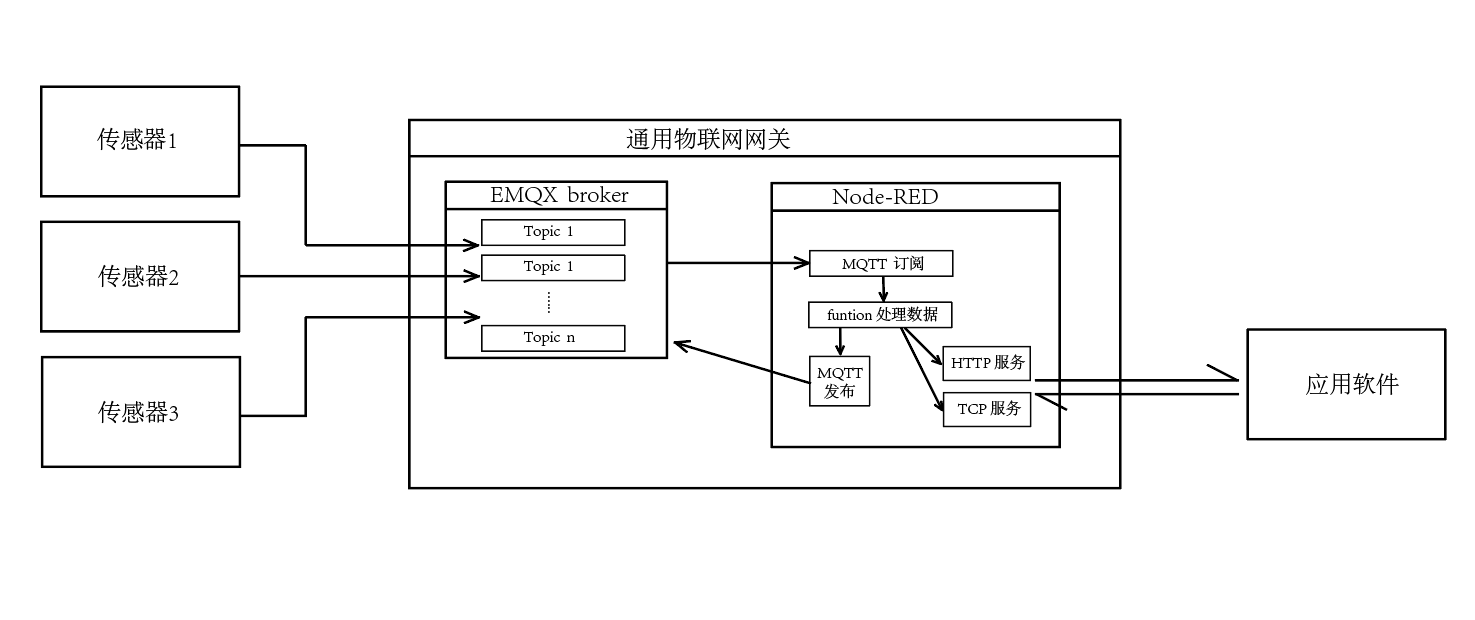 传感器1
传感器2
传感器3
通用物联网网关
EMQX broker
Topic 1
Topic 1
Topic n
Node-RED
MQTT 订阅
funtion 处理数据
MQTT
发布
HTTP 服务
TCP 服务
应用软件